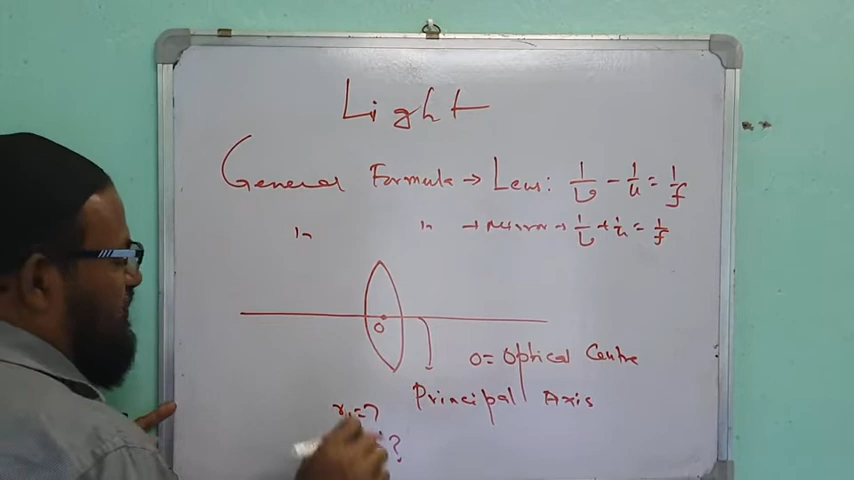 Light
General Formula → Lens: 1/v - 1/u = 1/f
"      "      → Mirror → 1/v + 1/u = 1/f
O
O = Optical Centre
Principal Axis
?